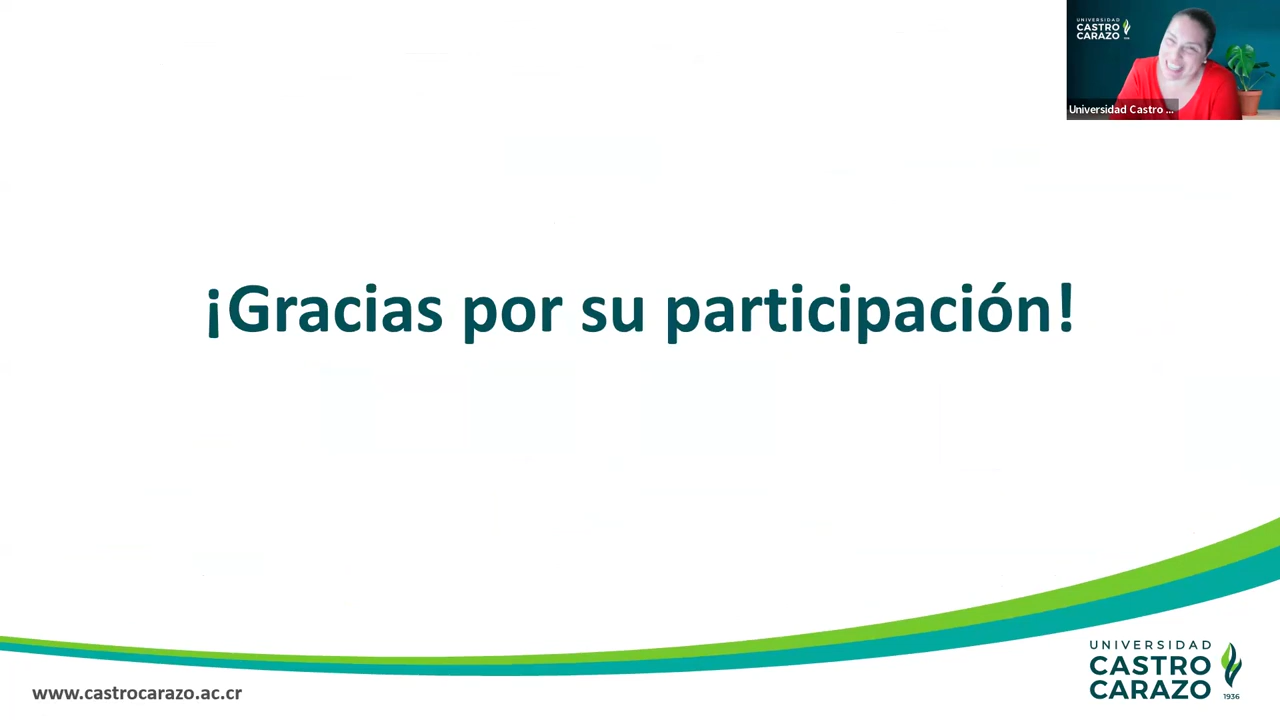 UNIVERSIDAD
CASTRO
CARAZO
Universidad Castro ...
¡Gracias por su participación!
www.castrocarazo.ac.cr
UNIVERSIDAD
CASTRO
CARAZO
1936